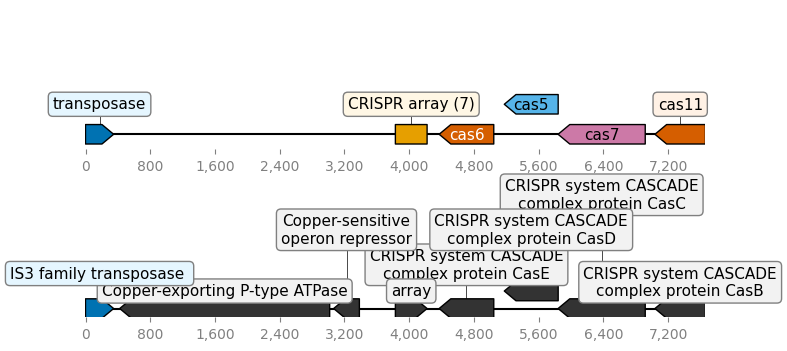 transposase
CRISPR array (7)
cas5
cas11
cas6
cas7
0 800 1,600 2,400 3,200 4,000 4,800 5,600 6,400 7,200
CRISPR system CASCADE
complex protein CasC
Copper-sensitive
operon repressor
CRISPR system CASCADE
complex protein CasD
CRISPR system CASCADE
complex protein CasE
IS3 family transposase
CRISPR system CASCADE
complex protein CasB
Copper-exporting P-type ATPase
array
0 800 1,600 2,400 3,200 4,000 4,800 5,600 6,400 7,200